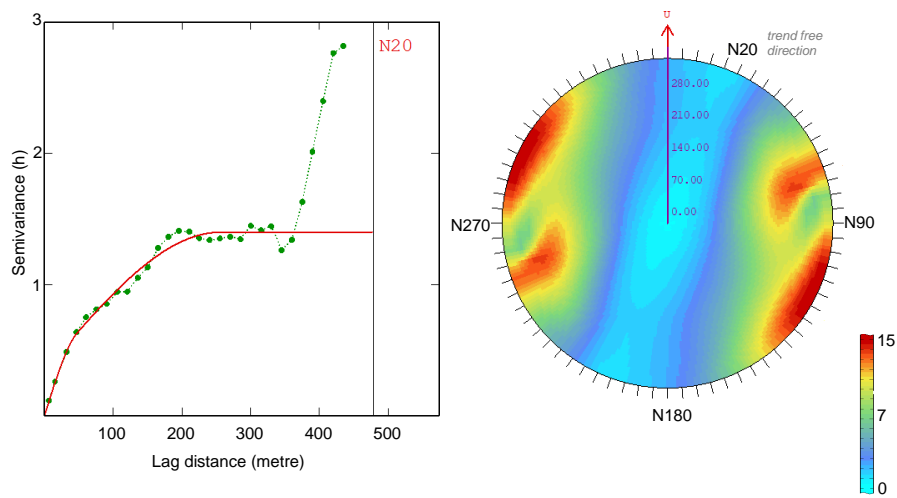 3
2
1
Semivariance (h)
N20
100
200
300
400
500
Lag distance (metre)
U
N20
trend free
direction
280.00
210.00
140.00
70.00
0.00
N270
N90
N180
15
7
0